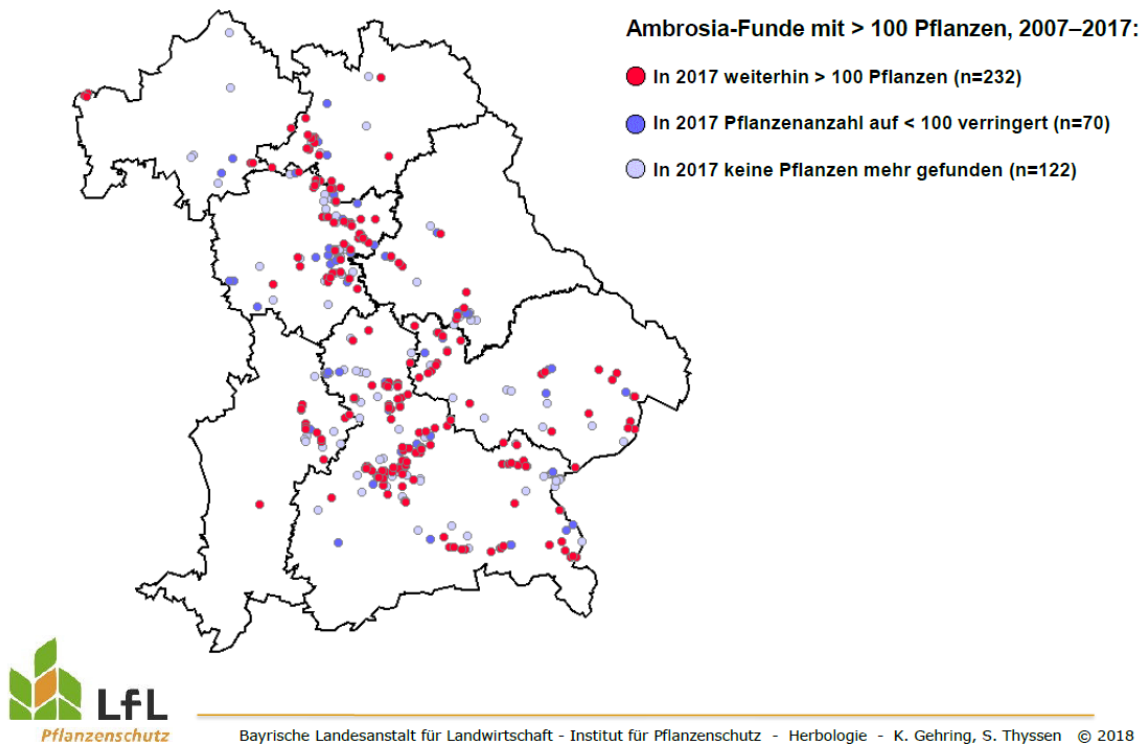 Ambrosia-Funde mit > 100 Pflanzen, 2007–2017:
In 2017 weiterhin > 100 Pflanzen (n=232)
In 2017 Pflanzenanzahl auf < 100 verringert (n=70)
In 2017 keine Pflanzen mehr gefunden (n=122)
LfL
Pflanzenschutz
Bayrische Landesanstalt für Landwirtschaft - Institut für Pflanzenschutz - Herbologie - K. Gehring, S. Thyssen © 2018